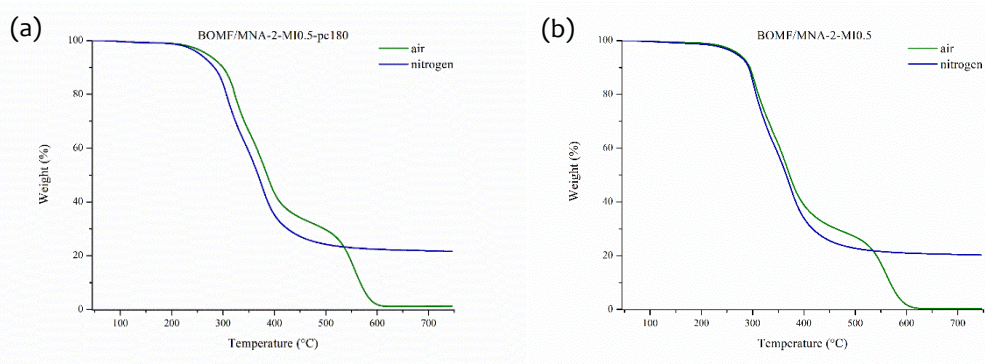 (a)
BOMF/MNA-2-MI0.5-pc180
air
nitrogen
100
80
60
40
20
0
Weight (%)
100 200 300 400 500 600 700
Temperature (°C)
(b)
BOMF/MNA-2-MI0.5
air
nitrogen
100
80
60
40
20
0
Weight (%)
100 200 300 400 500 600 700
Temperature (°C)